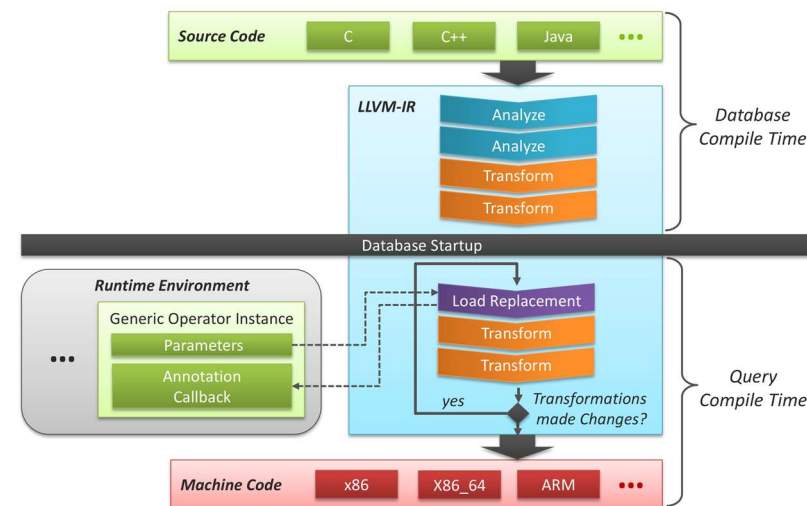 Source Code
C
C++
Java
...
LLVM-IR
Analyze
Analyze
Transform
Transform
Database
Compile Time
Database Startup
Runtime Environment
Generic Operator Instance
Parameters
Annotation
Callback
...
Load Replacement
Transform
Transform
yes
Transformations
made Changes?
Query
Compile Time
Machine Code
x86
X86_64
ARM
...